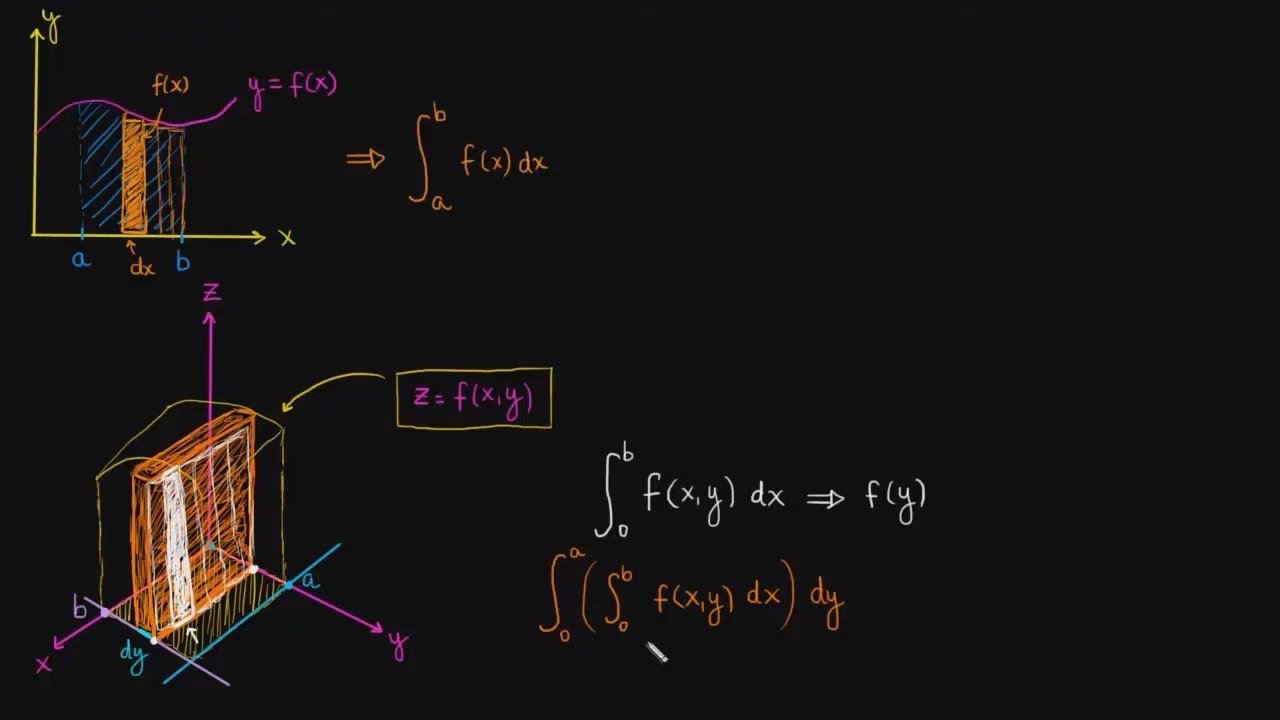 y
f(x)
y = f(x)
⇒ ∫_a^b f(x) dx
x
a
dx
b
z
z = f(x,y)
∫_0^b f(x,y) dx ⇒ f(y)
∫_0^a (∫_0^b f(x,y) dx) dy
a
b
dy
x
y